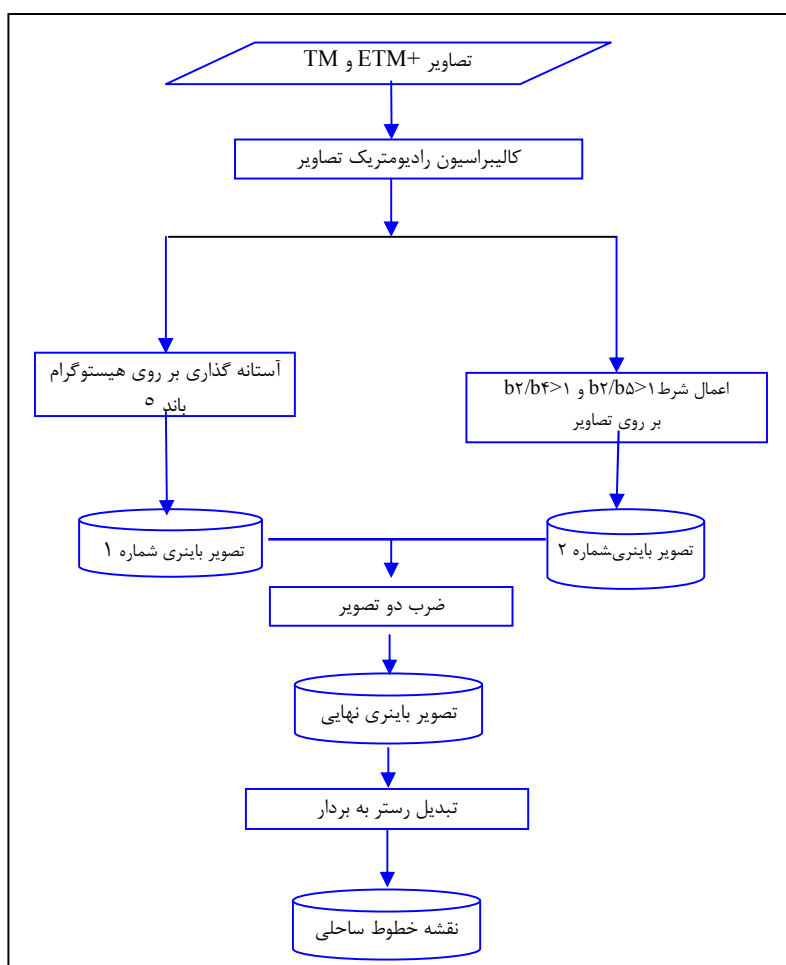 تصاویر ETM+ و TM
کالیبراسیون رادیومتریک تصاویر
آستانه گذاری بر روی هیستوگرام
باند ۵
اعمال شرط b۲/b۵>۱ و b۲/b۴>۱
بر روی تصاویر
تصویر باینری شماره ۱
تصویر باینری شماره ۲
ضرب دو تصویر
تصویر باینری نهایی
تبدیل رستر به بردار
نقشه خطوط ساحلی